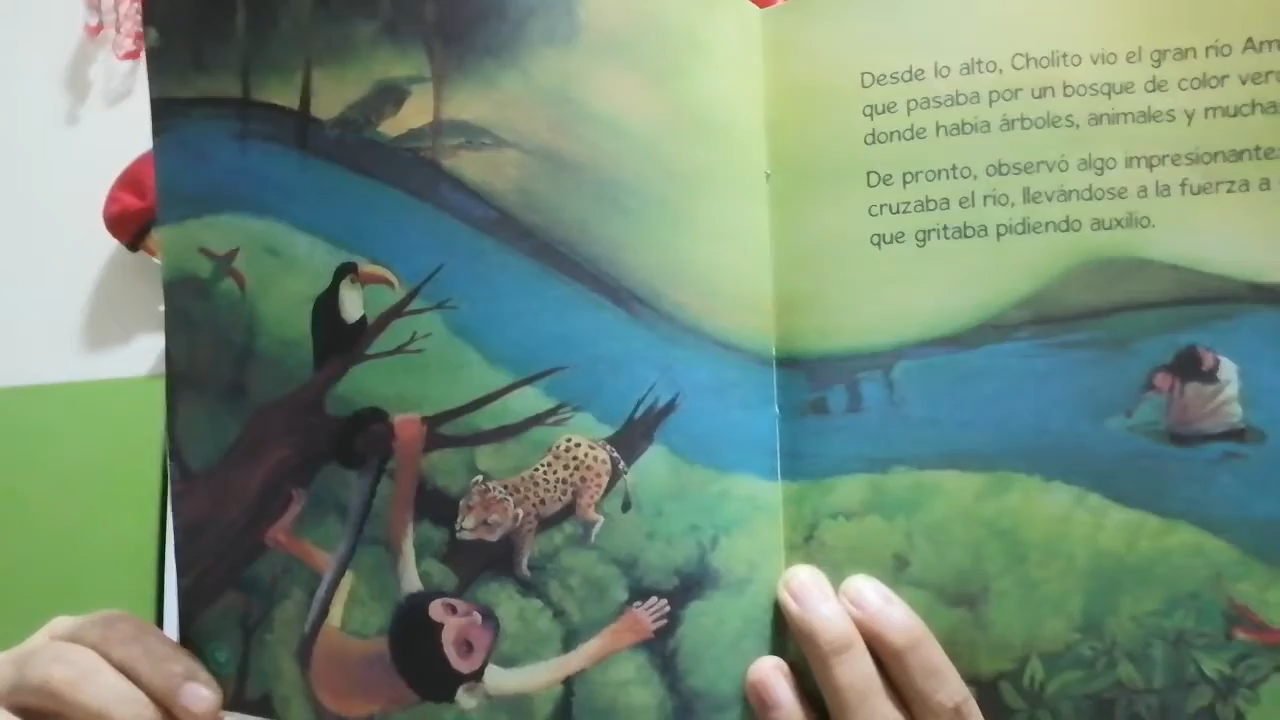 Desde lo alto, Cholito vio el gran río
que pasaba por un bosque de color
donde había árboles, animales y
De pronto, observó algo impresionante:
cruzaba el río, llevándose a la fuerza a
que gritaba pidiendo auxilio.